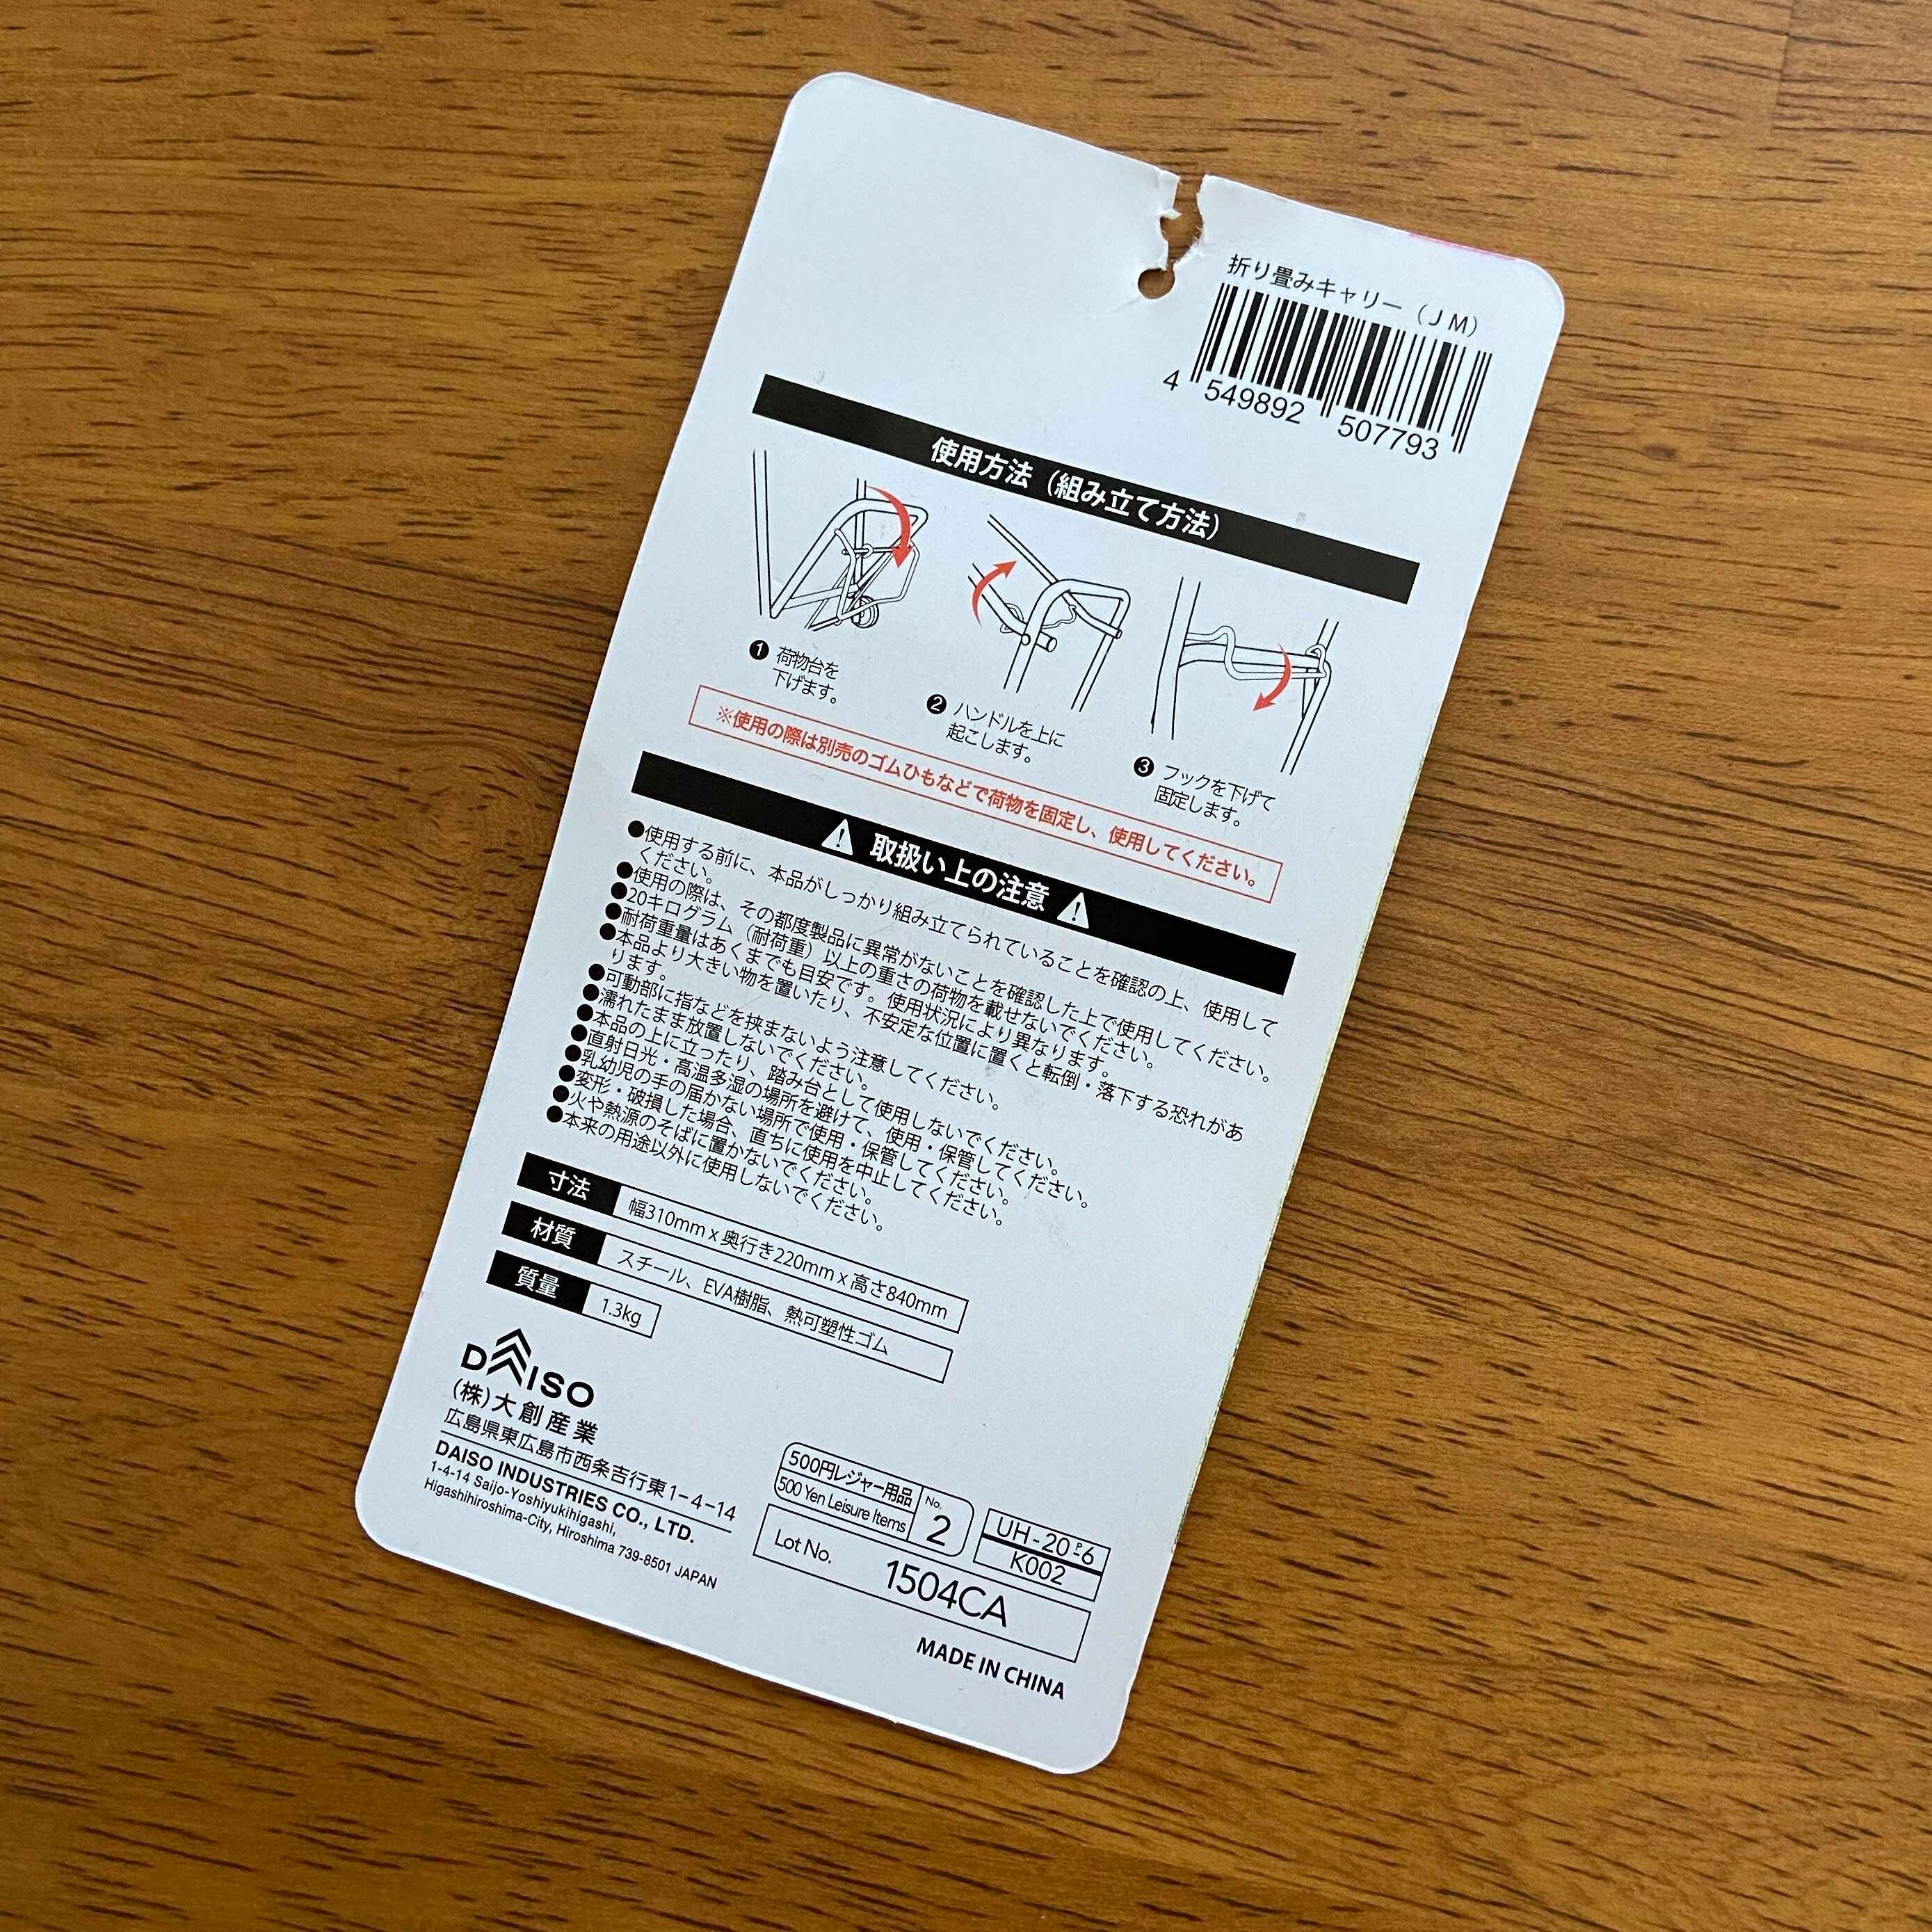 折り畳みキャリー（ＪＭ）
4 549892 507793
使用方法（組み立て方法）
❶ 荷物台を
下げます。
❷ ハンドルを上に
起こします。
❸ フックを下げて
固定します。
※使用の際は別売のゴムひもなどで荷物を固定し、使用してください。
⚠ 取扱い上の注意 ⚠
●使用する前に、本品がしっかり組み立てられていることを確認の上、使用して
ください。
●使用の際は、その都度製品に異常がないことを確認した上で使用してください。
●20キログラム（耐荷重）以上の重さの荷物を載せないでください。
●耐荷重量はあくまでも目安です。使用状況により異なります。
●本品より大きい物を置いたり、不安定な位置に置くと転倒・落下する恐れがあ
ります。
●可動部に指などを挟まないよう注意してください。
●濡れたまま放置しないでください。
●本品の上に立ったり、踏み台として使用しないでください。
●直射日光・高温多湿の場所を避けて、使用・保管してください。
●乳幼児の手の届かない場所で使用・保管してください。
●変形・破損した場合、直ちに使用を中止してください。
●火や熱源のそばに置かないでください。
●本来の用途以外に使用しないでください。
寸法 幅310mm x 奥行き220mm x 高さ840mm
材質 スチール、EVA樹脂、熱可塑性ゴム
質量 1.3kg
DAISO
(株)大創産業
広島県東広島市西条吉行東1-4-14
DAISO INDUSTRIES CO., LTD.
1-4-14 Saijo-Yoshiyukihigashi,
Higashihiroshima-City, Hiroshima 739-8501 JAPAN
500円レジャー用品
500 Yen Leisure Items
No.
2
UH-20-P6
K002
Lot No. 1504CA
MADE IN CHINA